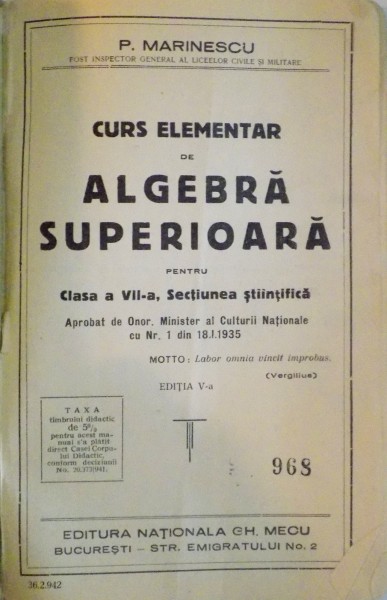 P. MARINESCU
FOST INSPECTOR GENERAL AL LICEELOR CIVILE ȘI MILITARE
CURS ELEMENTAR
DE
ALGEBRĂ
SUPERIOARĂ
PENTRU
Clasa a VII-a, Secțiunea științifică
Aprobat de Onor. Minister al Culturii Naționale
cu Nr. 1 din 18.I.1935
MOTTO: Labor omnia vincit improbus.
(Vergilius)
EDIȚIA V-a
TAXA
timbrului didactic
de 5%
pentru acest ma-
nual s'a plătit
direct Casei Corpu-
lui Didactic,
conform deciziunii
No.
968
EDITURA NAȚIONALA GH. MECU
BUCUREȘTI - STR. EMIGRATULUI No. 2
36.2.942